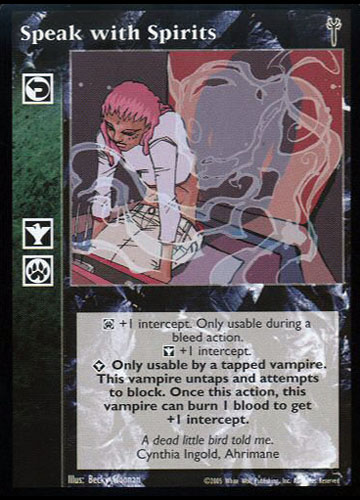 Speak with Spirits
+1 intercept. Only usable during a
bleed action.
+1 intercept.
Only usable by a tapped vampire.
This vampire untaps and attempts
to block. Once this action, this
vampire can burn 1 blood to get
+1 intercept.
A dead little bird told me.
Cynthia Ingold, Ahrimane
Illus: Becky
©2005 White Wolf Publishing, Inc. All Rights Reserved